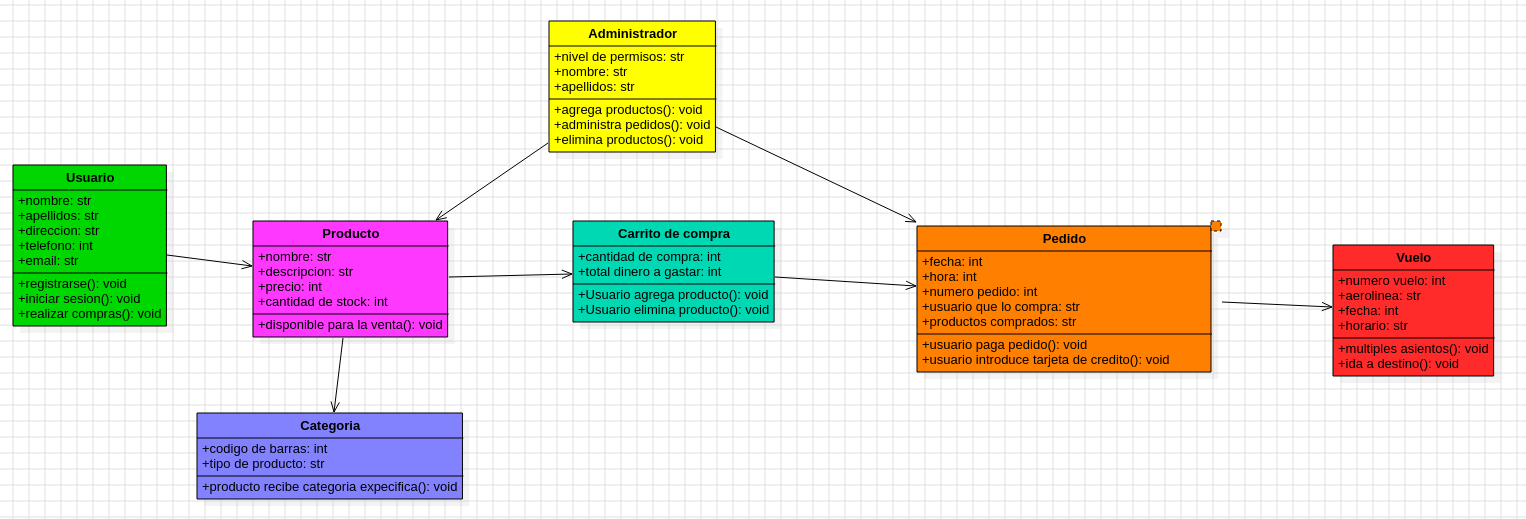 Administrador
+nivel de permisos: str
+nombre: str
+apellidos: str
+agrega productos(): void
+administra pedidos(): void
+elimina productos(): void
Usuario
+nombre: str
+apellidos: str
+direccion: str
+telefono: int
+email: str
+registrarse(): void
+iniciar sesion(): void
+realizar compras(): void
Producto
+nombre: str
+descripcion: str
+precio: int
+cantidad de stock: int
+disponible para la venta(): void
Carrito de compra
+cantidad de compra: int
+total dinero a gastar: int
+Usuario agrega producto(): void
+Usuario elimina producto(): void
Pedido
+fecha: int
+hora: int
+numero pedido: int
+usuario que lo compra: str
+productos comprados: str
+usuario paga pedido(): void
+usuario introduce tarjeta de credito(): void
Vuelo
+numero vuelo: int
+aerolinea: str
+fecha: int
+horario: str
+multiples asientos(): void
+ida a destino(): void
Categoria
+codigo de barras: int
+tipo de producto: str
+producto recibe categoria expecifica(): void